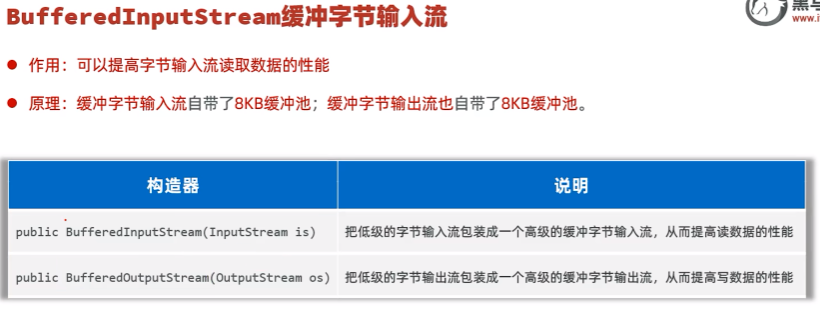 BufferedInputStream缓冲字节输入流
作用：可以提高字节输入流读取数据的性能
原理：缓冲字节输入流自带了8KB缓冲池；缓冲字节输出流也自带了8KB缓冲池。
构造器 说明
public BufferedInputStream(InputStream is) 把低级的字节输入流包装成一个高级的缓冲字节输入流，从而提高读数据的性能
public BufferedOutputStream(OutputStream os) 把低级的字节输出流包装成一个高级的缓冲字节输出流，从而提高写数据的性能